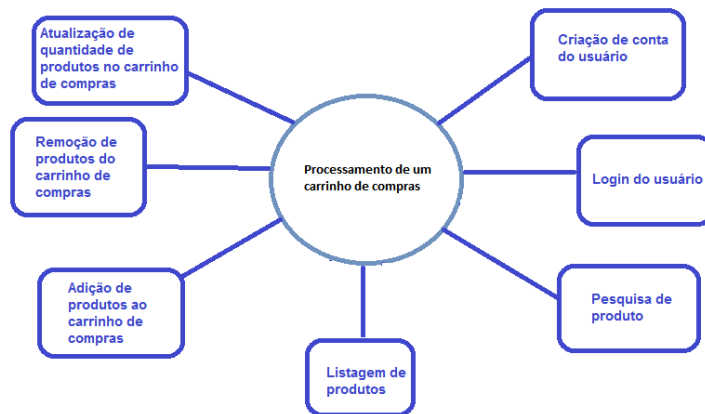 Atualização de
quantidade de
produtos no carrinho
de compras
Criação de conta
do usuário
Remoção de
produtos do
carrinho de
compras
Processamento de um
carrinho de compras
Login do usuário
Adição de
produtos ao
carrinho de
compras
Pesquisa de
produto
Listagem de
produtos